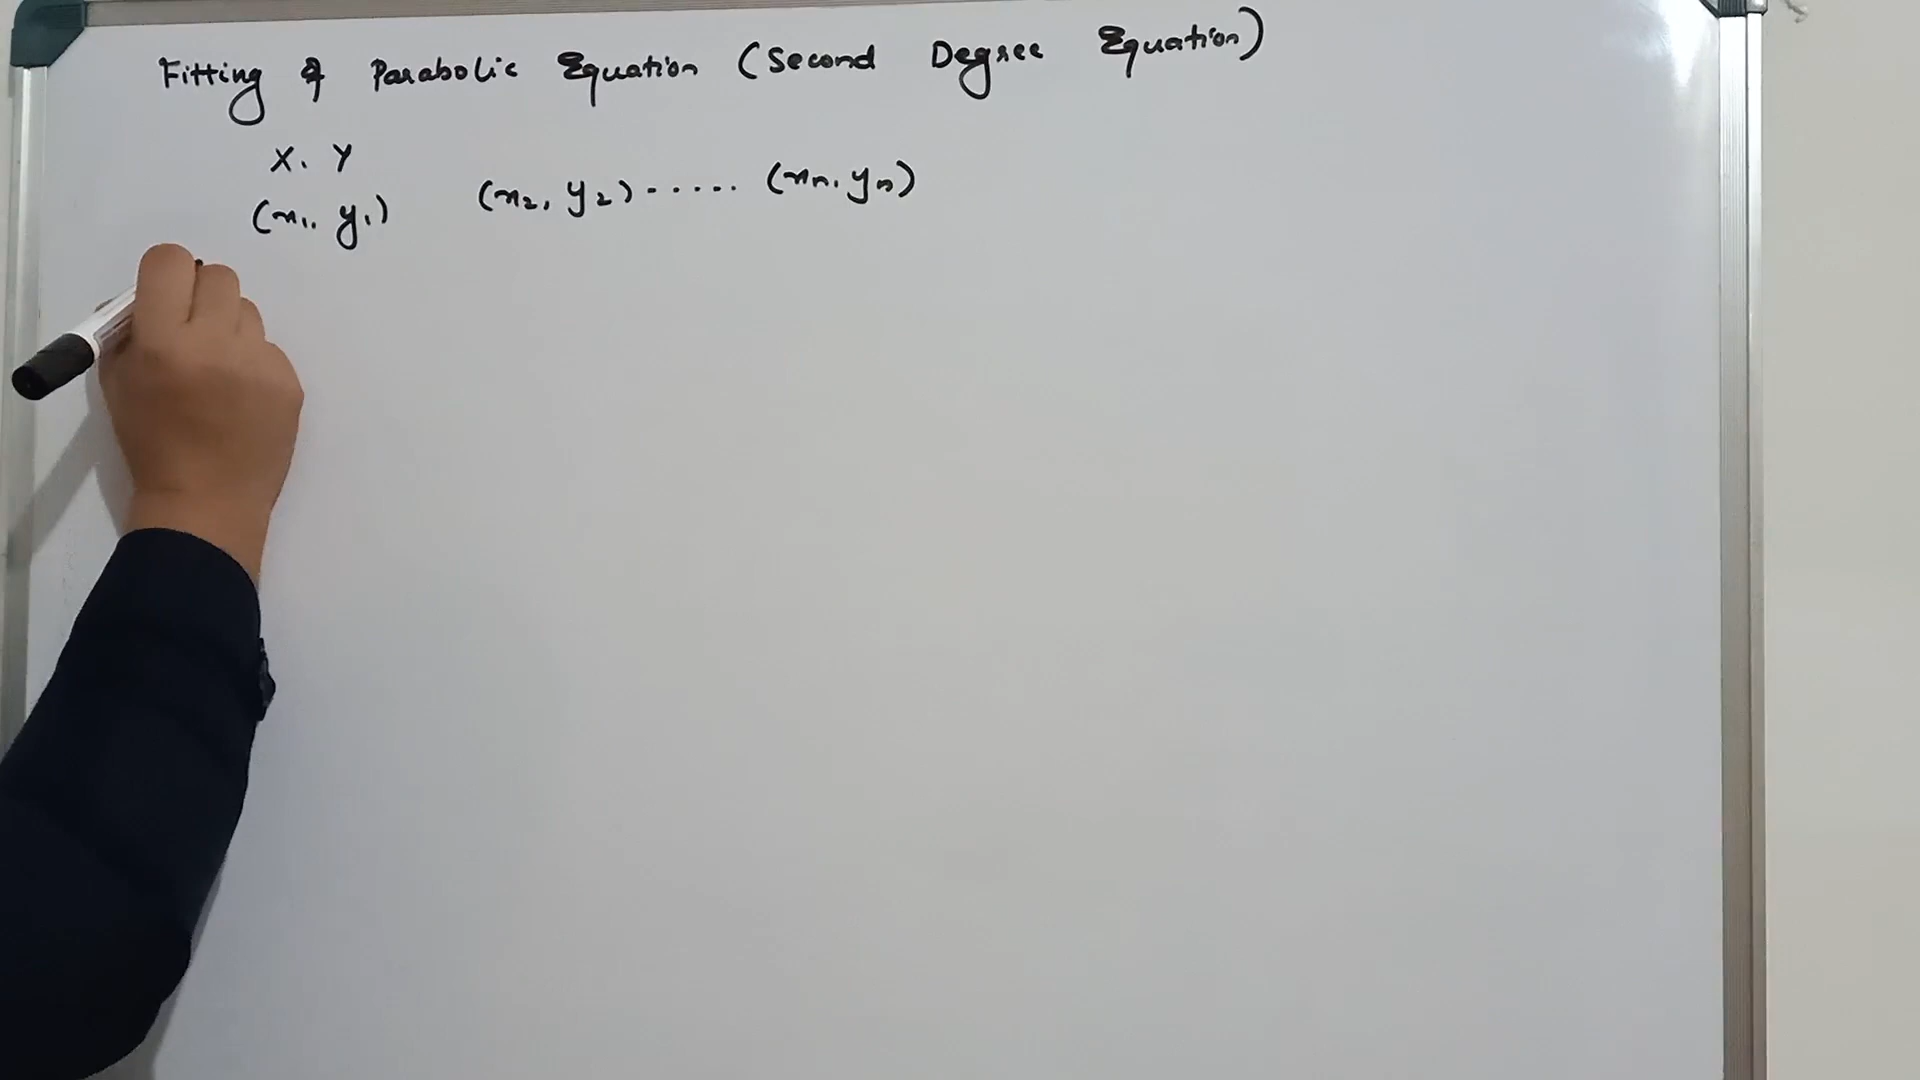 Fitting of Parabolic Equation (Second Degree Equation)
X, Y
(x₁, y₁) (x₂, y₂) ..... (xₙ, yₙ)